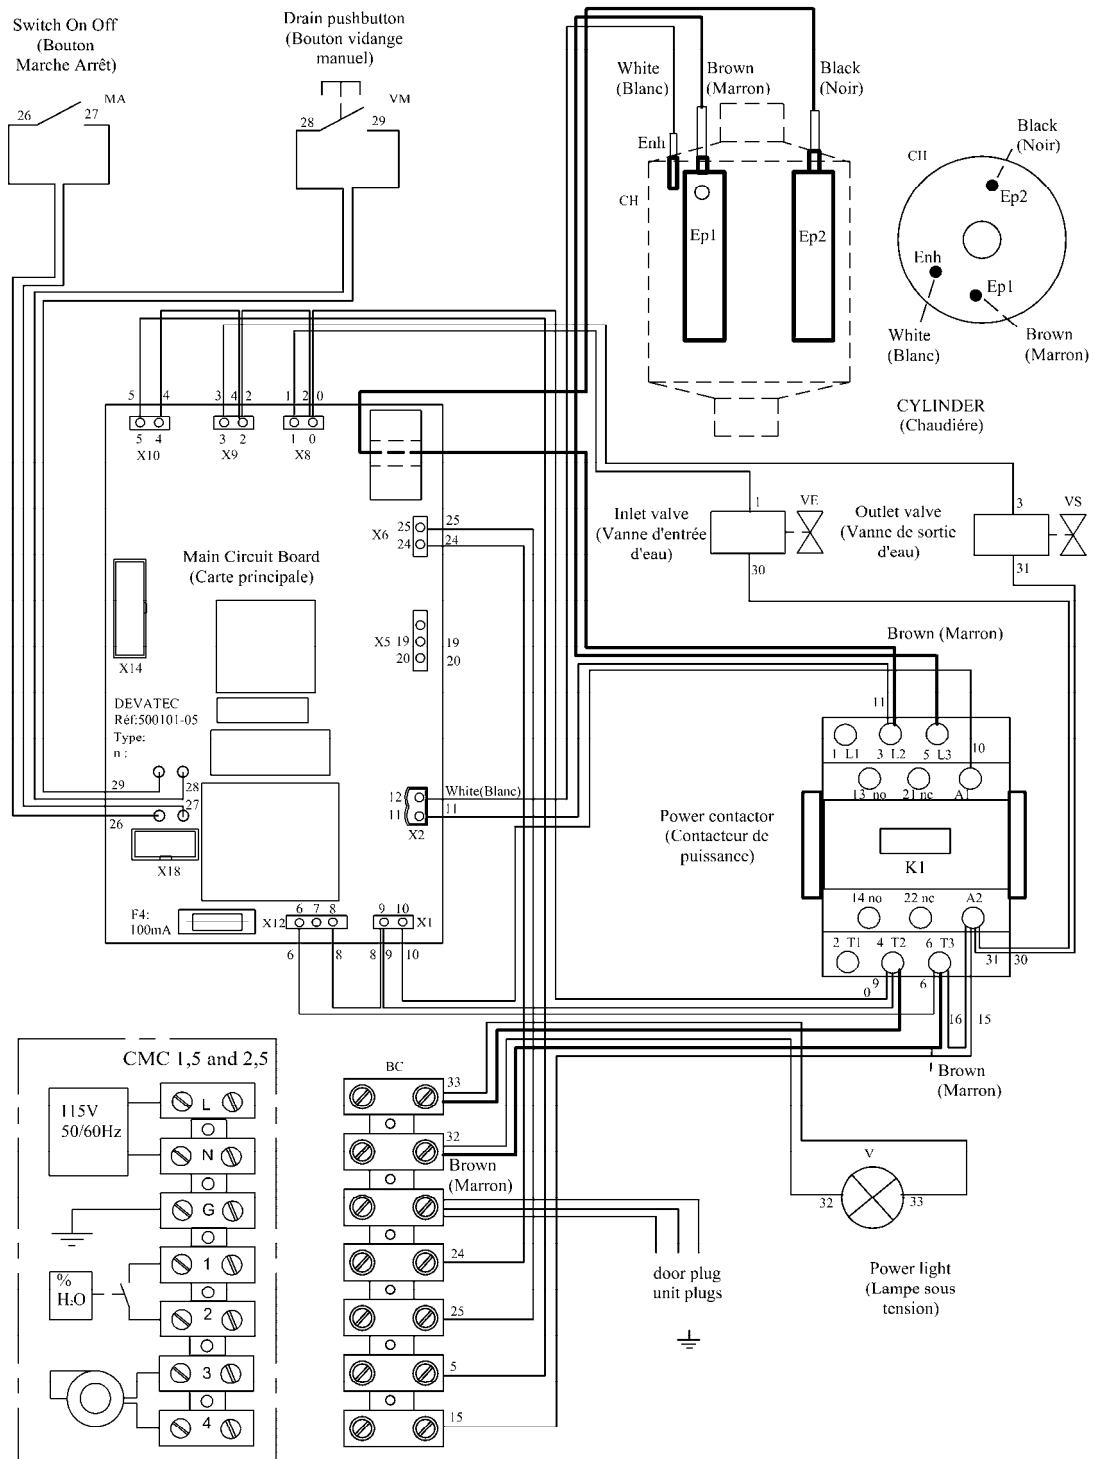 Switch On Off
(Bouton
Marche Arrêt)
Drain pushbutton
(Bouton vidange
manuel)
26
27
MA
28
29
VM
White
(Blanc)
Brown
(Marron)
Black
(Noir)
Enh
CH
Ep1
Ep2
CH
Black
(Noir)
Ep2
Enh
Ep1
White
(Blanc)
Brown
(Marron)
CYLINDER
(Chaudiére)
5 4 3 4 2 1 2 0
5 4 3 2 1 0
X10 X9 X8
X6
25 25
24 24
Main Circuit Board
(Carte principale)
X14
X5 19 19
20 20
DEVATEC
Réf:500101-05
Type:
n :
29
28
27
26
X18
12
11
White(Blanc)
11
X2
F4:
100mA
X12
6 7 8
9 10
X1
6 8 8 9 10
Inlet valve
(Vanne d'entrée
d'eau)
1
VE
30
Outlet valve
(Vanne de sortie
d'eau)
3
VS
31
Brown (Marron)
11
10
1 L1 3 L2 5 L3
13 no 21 nc A1
Power contactor
(Contacteur de
puissance)
K1
14 no 22 nc A2
2 T1 4 T2 6 T3
31 30
0 9 6
16 15
Brown
(Marron)
CMC 1,5 and 2,5
115V
50/60Hz
L
N
G
%
H2O
1
2
3
4
BC
33
32
Brown
(Marron)
24
25
5
15
door plug
unit plugs
V
32
33
Power light
(Lampe sous
tension)